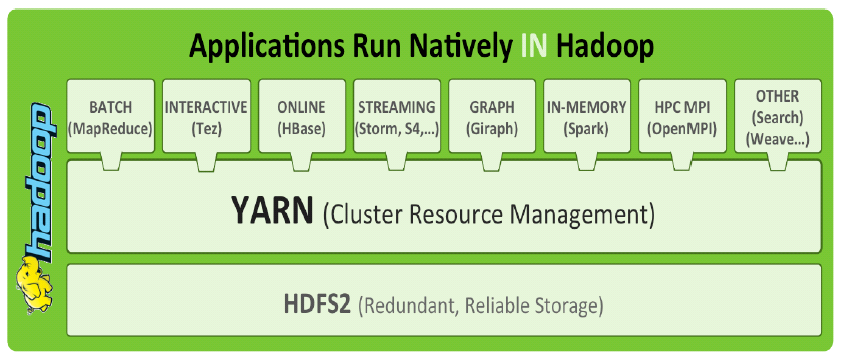 Applications Run Natively IN Hadoop
hadoop
BATCH
(MapReduce)
INTERACTIVE
(Tez)
ONLINE
(HBase)
STREAMING
(Storm, S4,...)
GRAPH
(Giraph)
IN-MEMORY
(Spark)
HPC MPI
(OpenMPI)
OTHER
(Search)
(Weave...)
YARN (Cluster Resource Management)
HDFS2 (Redundant, Reliable Storage)